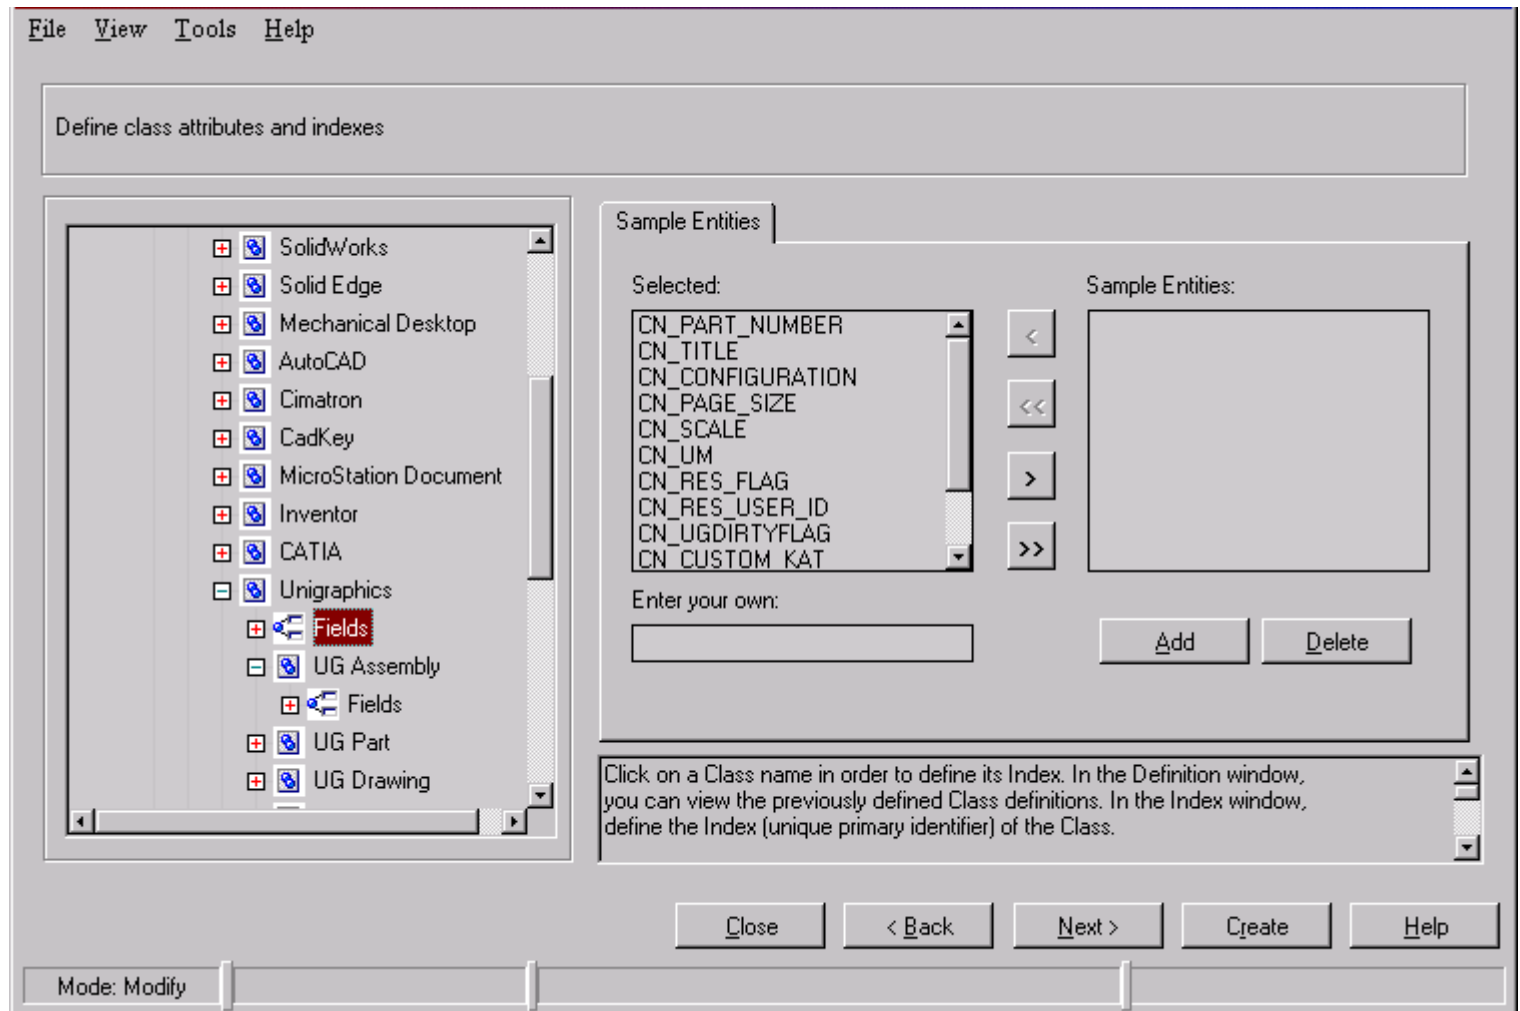 File View Tools Help
Define class attributes and indexes
SolidWorks
Solid Edge
Mechanical Desktop
AutoCAD
Cimatron
CadKey
MicroStation Document
Inventor
CATIA
Unigraphics
Fields
UG Assembly
Fields
UG Part
UG Drawing
Sample Entities
Selected:
CN_PART_NUMBER
CN_TITLE
CN_CONFIGURATION
CN_PAGE_SIZE
CN_SCALE
CN_UM
CN_RES_FLAG
CN_RES_USER_ID
CN_UGDIRTYFLAG
CN_CUSTOM_KAT
<
<<
>
>>
Sample Entities:
Enter your own:
Add Delete
Click on a Class name in order to define its Index. In the Definition window,
you can view the previously defined Class definitions. In the Index window,
define the Index (unique primary identifier) of the Class.
Close < Back Next > Create Help
Mode: Modify